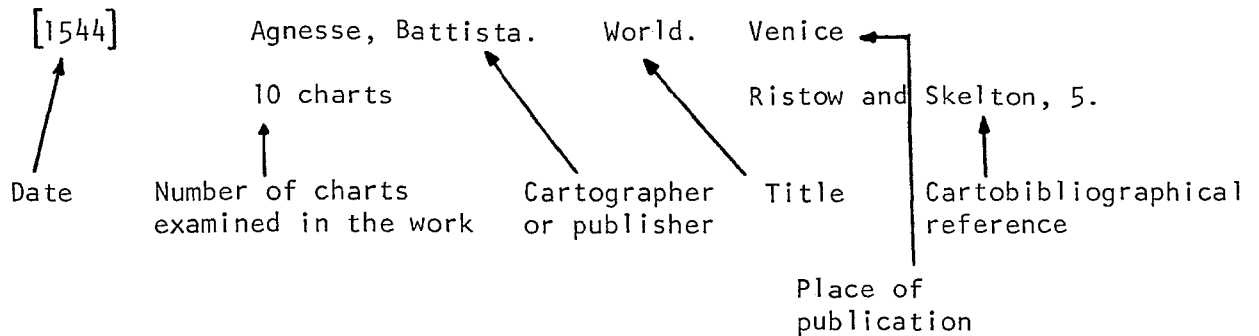 [1544] Agnesse, Battista. World. Venice
10 charts Ristow and Skelton, 5.
Date Number of charts Cartographer Title Cartobibliographical
examined in the work or publisher reference
Place of
publication